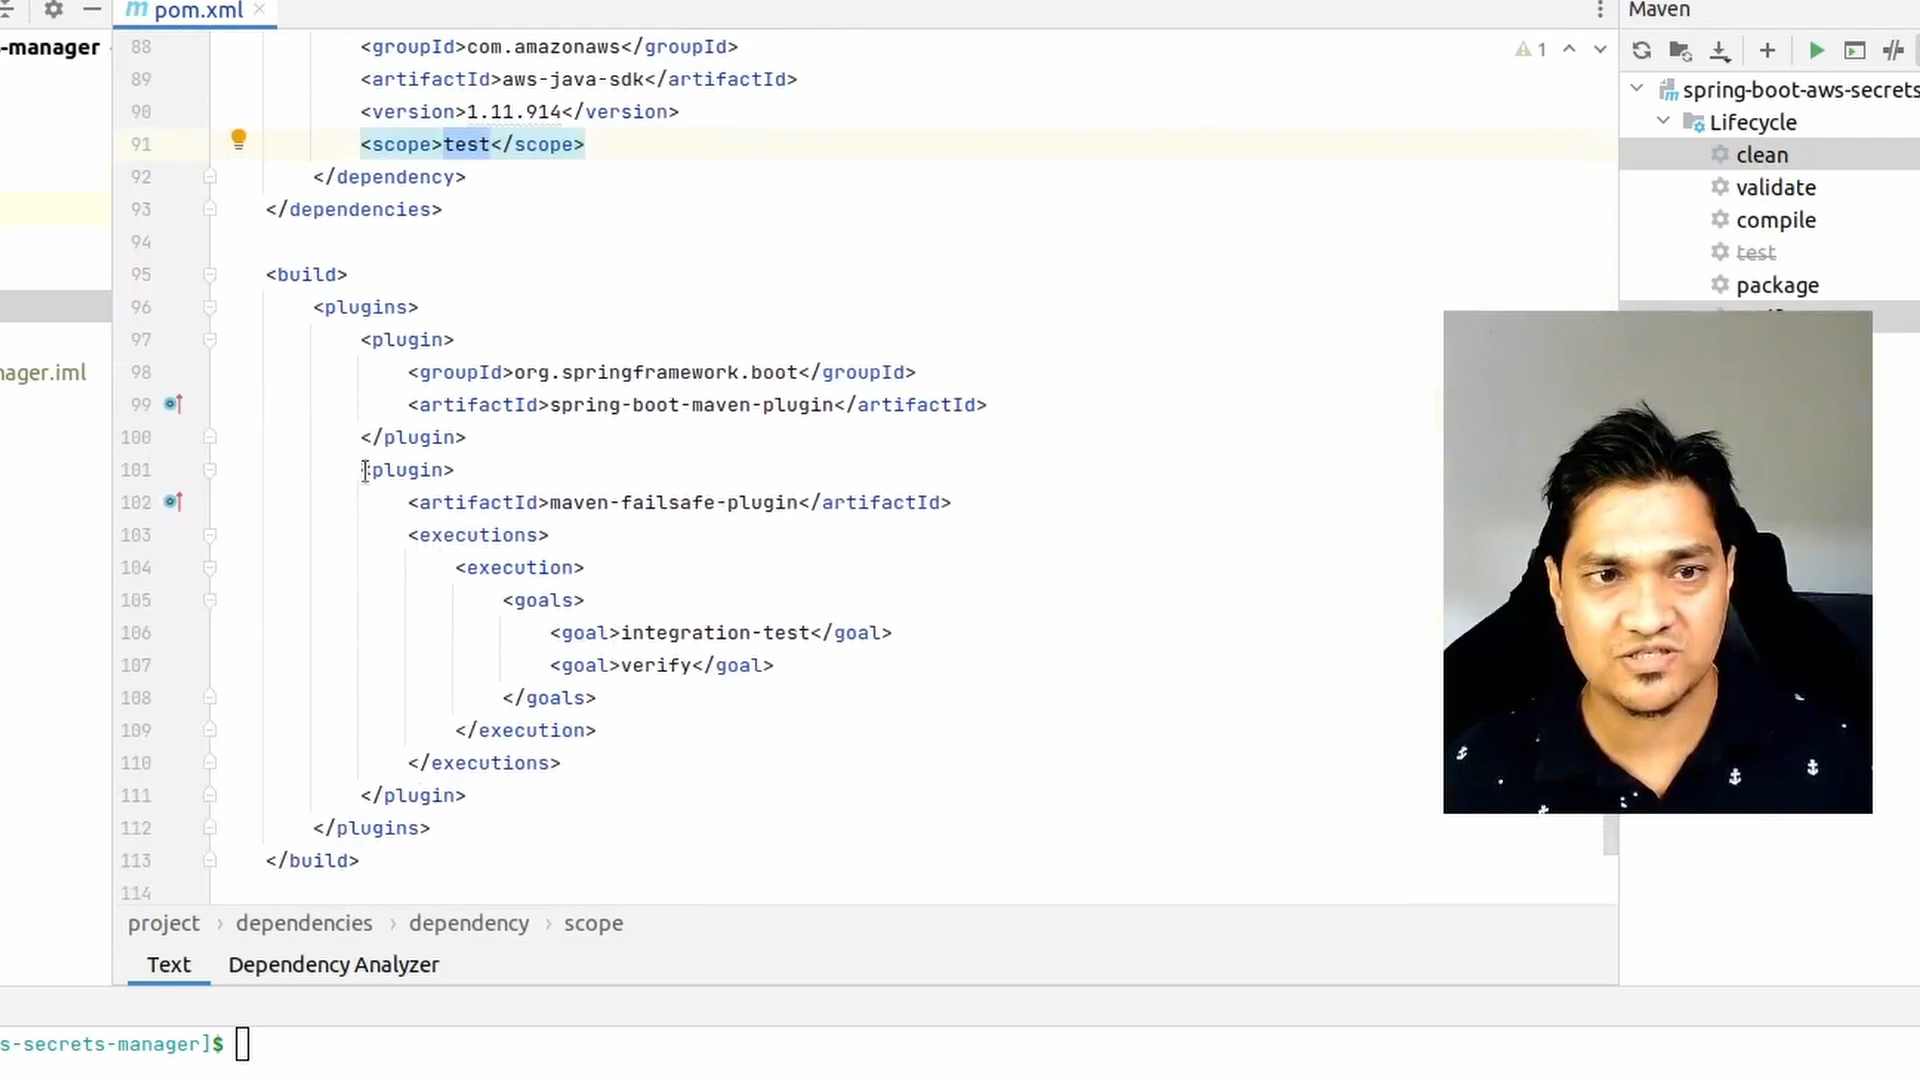 pom.xml
Maven
-manager
88 <groupId>com.amazonaws</groupId>
1
89 <artifactId>aws-java-sdk</artifactId>
90 <version>1.11.914</version>
91 <scope>test</scope>
92 </dependency>
93 </dependencies>
94
95 <build>
96 <plugins>
97 <plugin>
98 <groupId>org.springframework.boot</groupId>
99 <artifactId>spring-boot-maven-plugin</artifactId>
100 </plugin>
101 <plugin>
102 <artifactId>maven-failsafe-plugin</artifactId>
103 <executions>
104 <execution>
105 <goals>
106 <goal>integration-test</goal>
107 <goal>verify</goal>
108 </goals>
109 </execution>
110 </executions>
111 </plugin>
112 </plugins>
113 </build>
114
nager.iml
spring-boot-aws-secrets
Lifecycle
clean
validate
compile
test
package
project › dependencies › dependency › scope
Text Dependency Analyzer
s-secrets-manager]$